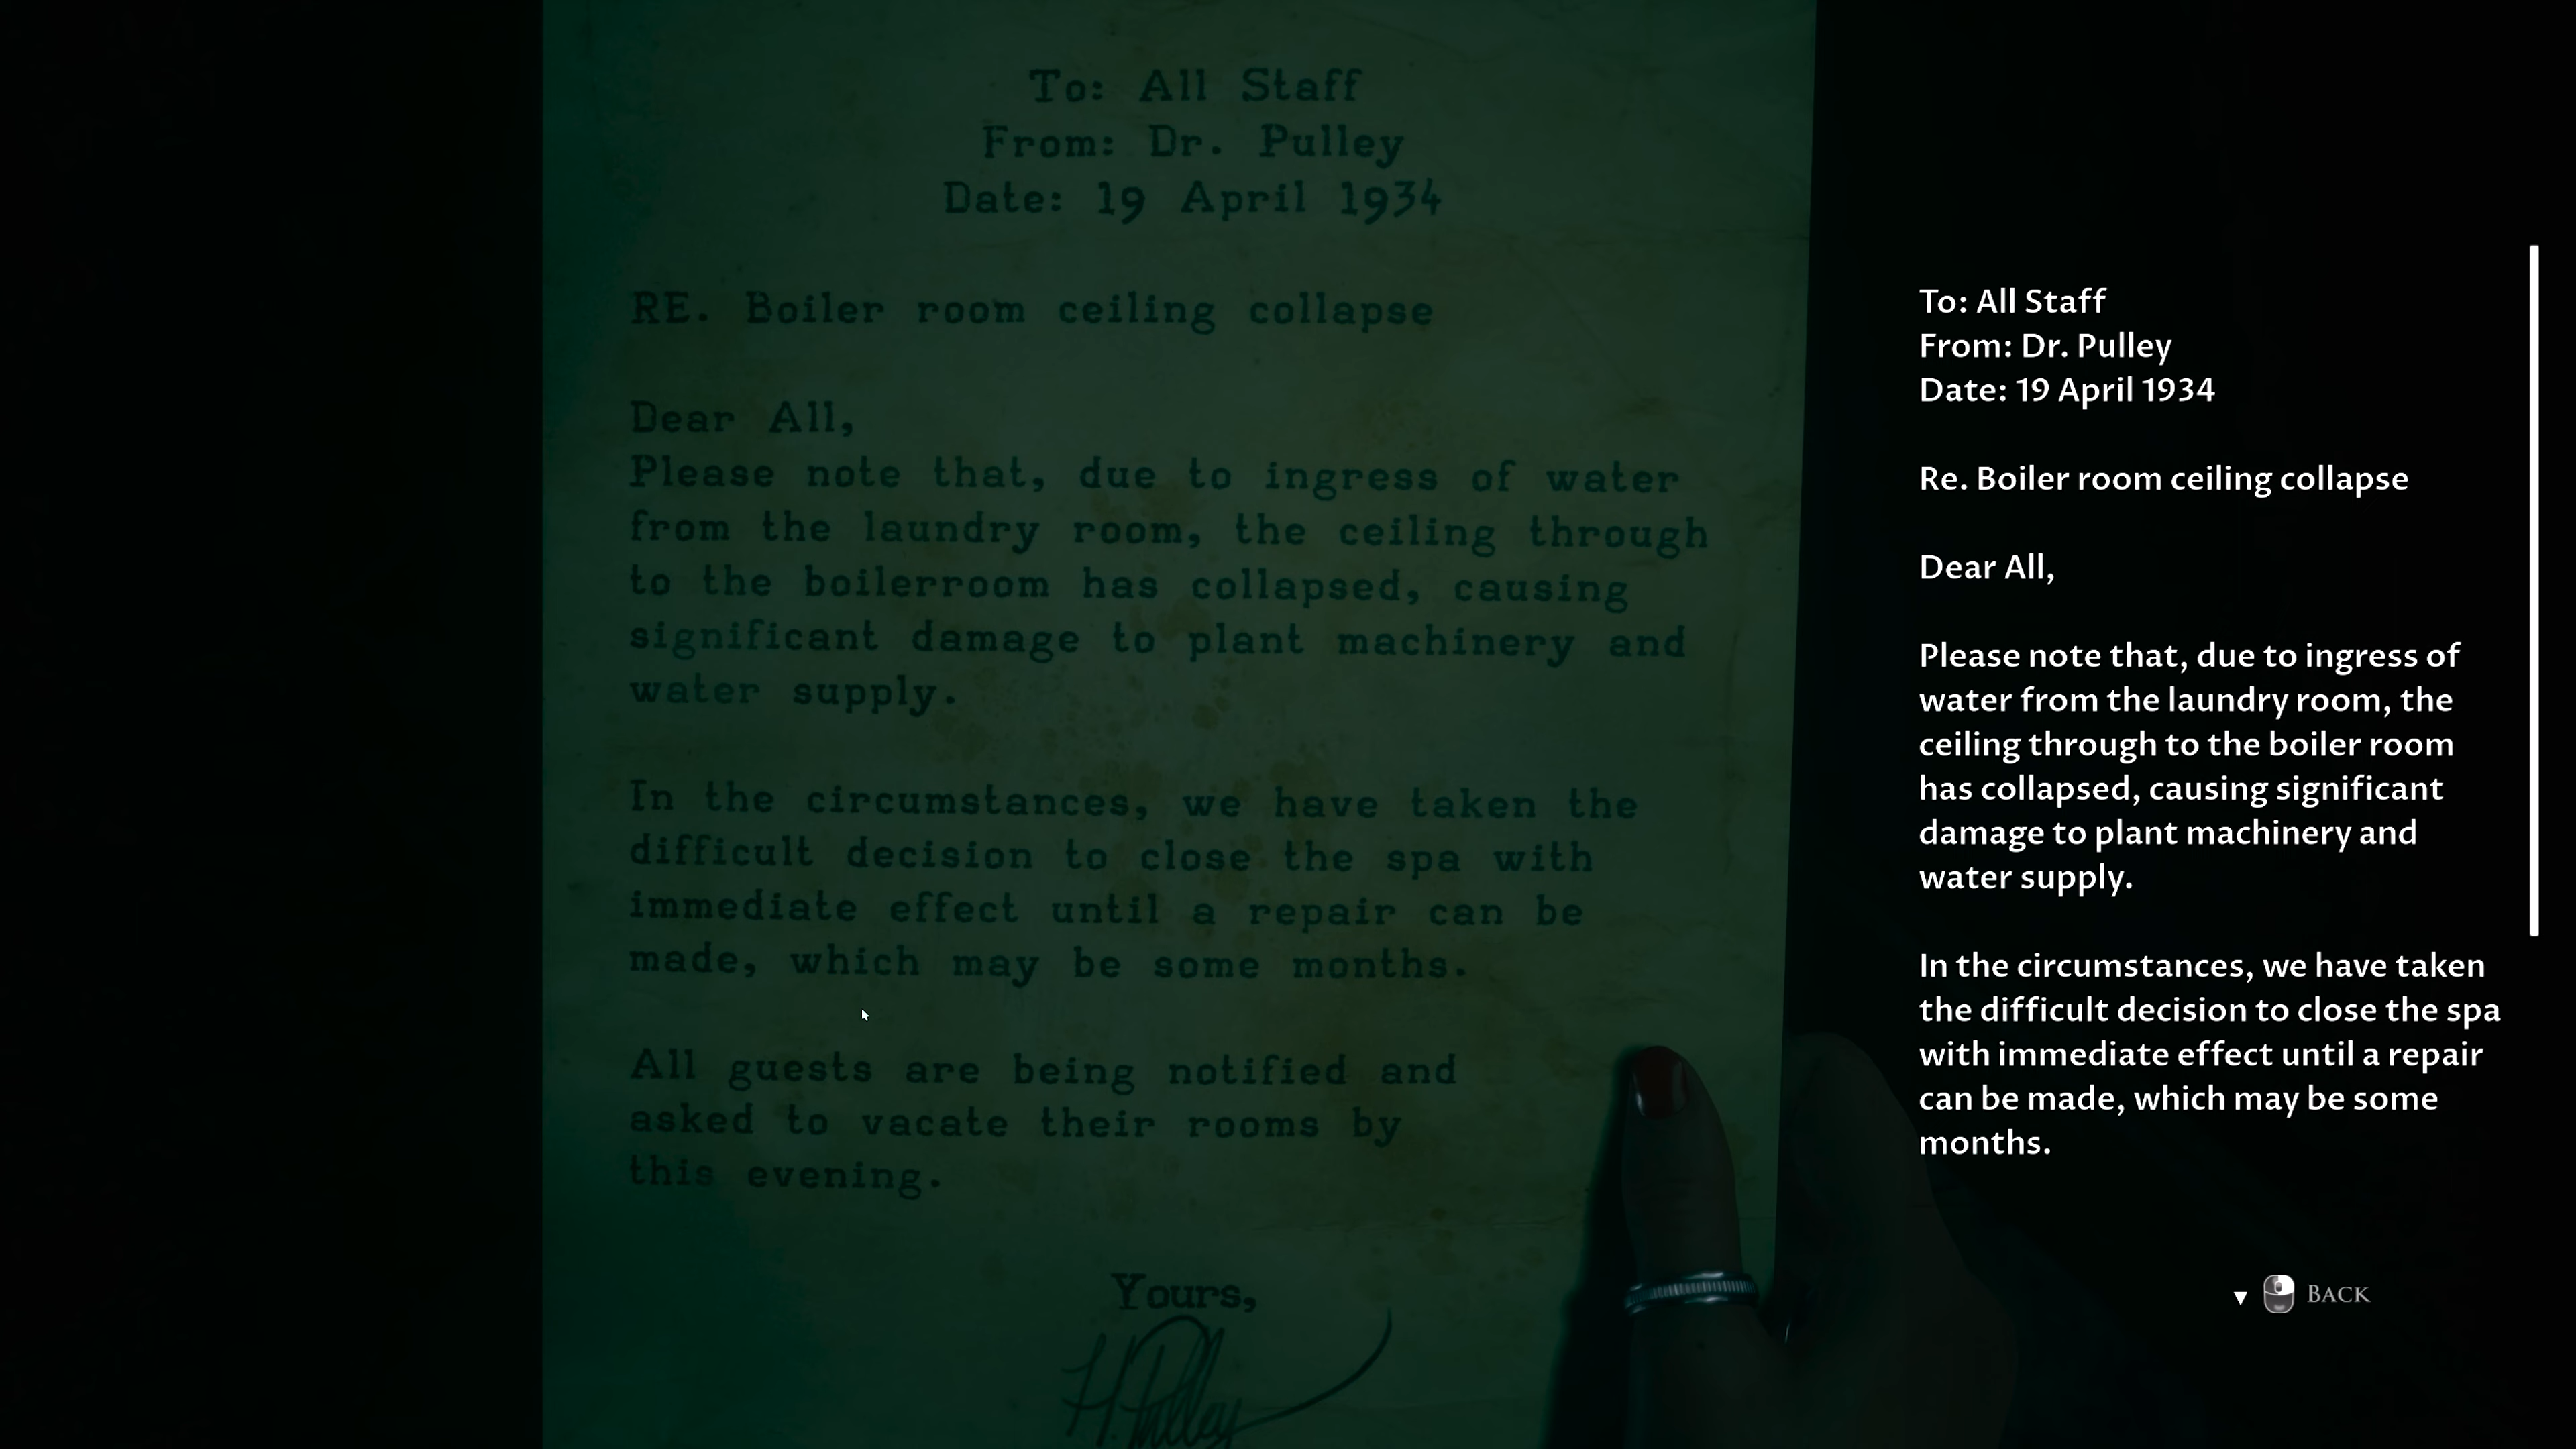 To: All Staff
From: Dr. Pulley
Date: 19 April 1934
RE. Boiler room ceiling collapse
Dear All,
Please note that, due to ingress of water
from the laundry room, the ceiling through
to the boilerroom has collapsed, causing
significant damage to plant machinery and
water supply.
In the circumstances, we have taken the
difficult decision to close the spa with
immediate effect until a repair can be
made, which may be some months.
All guests are being notified and
asked to vacate their rooms by
this evening.
Yours,
H.Pulley
To: All Staff
From: Dr. Pulley
Date: 19 April 1934
Re. Boiler room ceiling collapse
Dear All,
Please note that, due to ingress of
water from the laundry room, the
ceiling through to the boiler room
has collapsed, causing significant
damage to plant machinery and
water supply.
In the circumstances, we have taken
the difficult decision to close the spa
with immediate effect until a repair
can be made, which may be some
months.
BACK